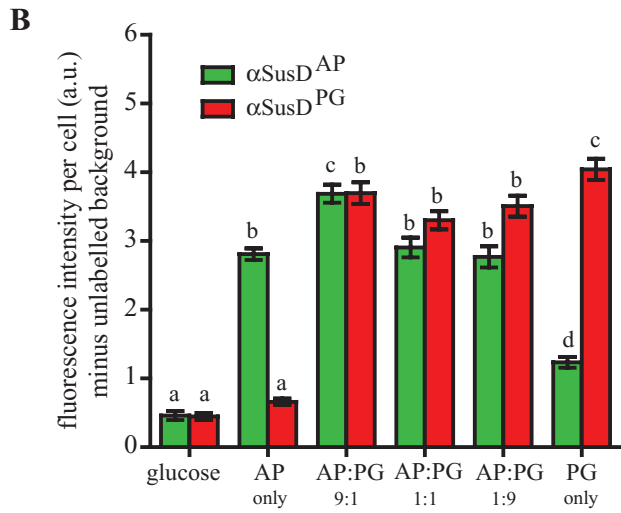 B
fluorescence intensity per cell (a.u.)
minus unlabelled background
6
5
4
3
2
1
0
αSusD^AP
αSusD^PG
a a
b a
c b
b b
b b
d c
glucose AP AP:PG AP:PG AP:PG PG
only 9:1 1:1 1:9 only